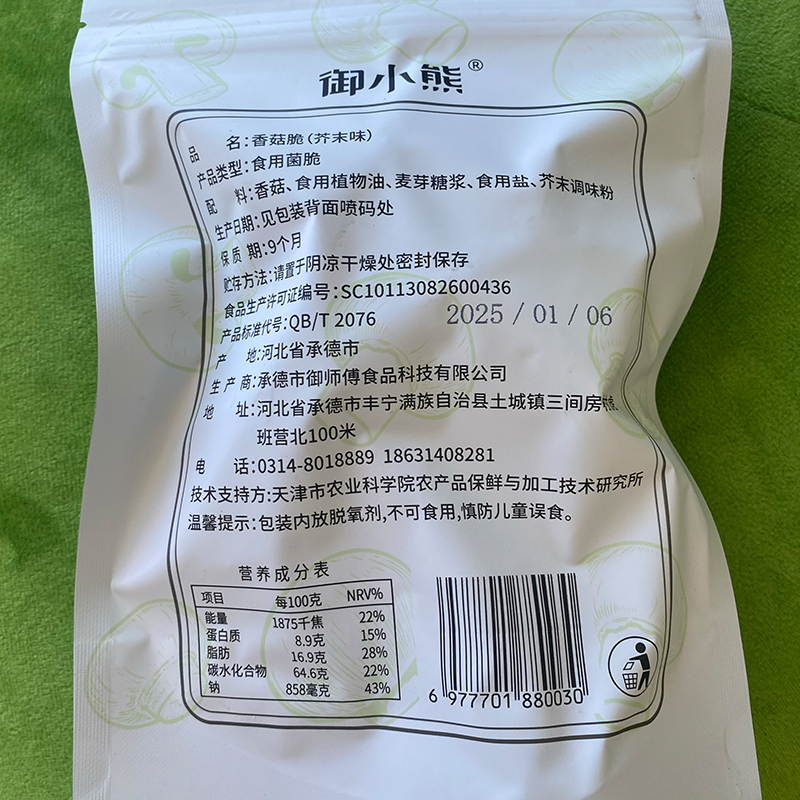 御小熊®
品 名:香菇脆(芥末味)
产品类型:食用菌脆
配 料:香菇、食用植物油、麦芽糖浆、食用盐、芥末调味粉
生产日期:见包装背面喷码处
保质期:9个月
贮存方法:请置于阴凉干燥处密封保存
食品生产许可证编号:SC10113082600436
产品标准代号:QB/T 2076
2025/01/06
产 地:河北省承德市
生产商:承德市御师傅食品科技有限公司
地 址:河北省承德市丰宁满族自治县土城镇三间房村
班营北100米
电 话:0314-8018889 18631408281
技术支持方:天津市农业科学院农产品保鲜与加工技术研究所
温馨提示:包装内放脱氧剂,不可食用,慎防儿童误食。
营养成分表
项目 每100克 NRV%
能量 1875千焦 22%
蛋白质 8.9克 15%
脂肪 16.9克 28%
碳水化合物 64.6克 22%
钠 858毫克 43%
6 977701 880030